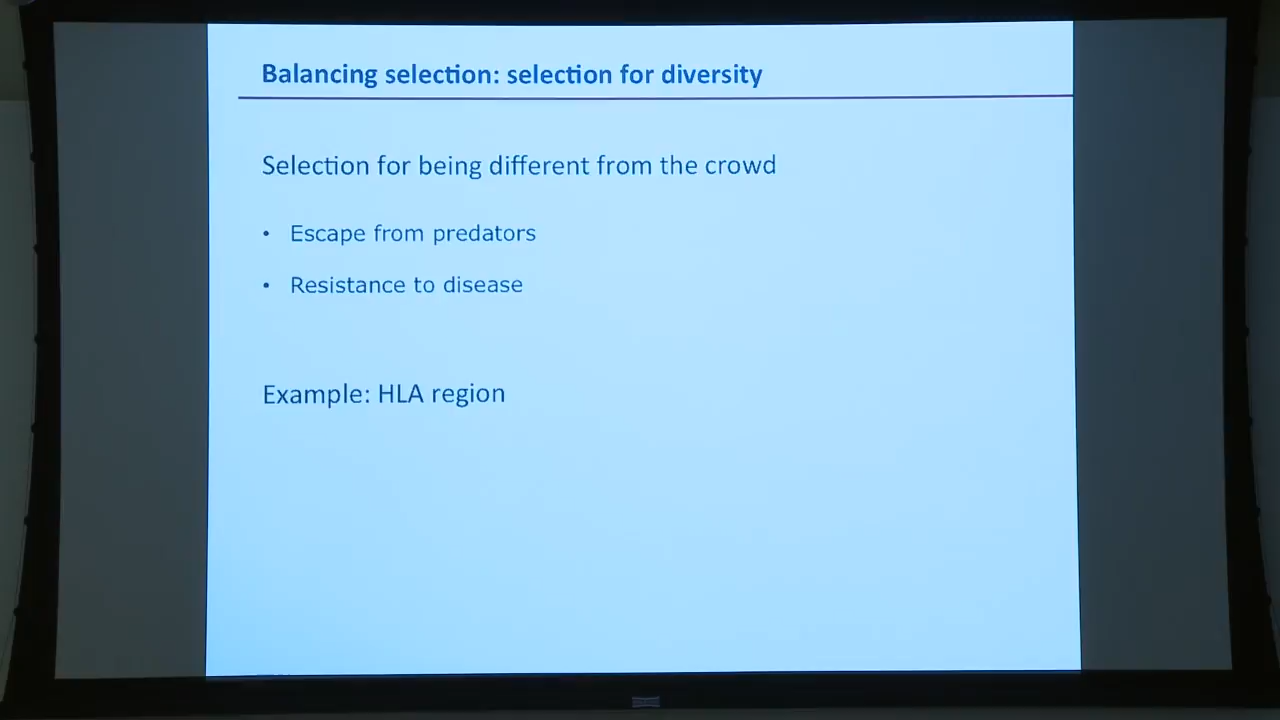 Balancing selection: selection for diversity
Selection for being different from the crowd
• Escape from predators
• Resistance to disease
Example: HLA region